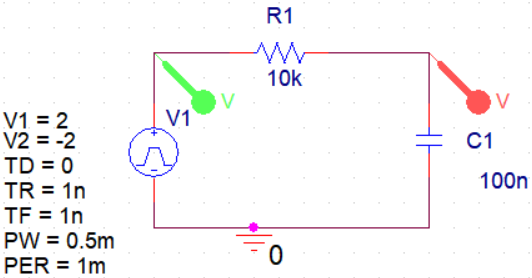 R1
10k
V
V
V1
C1
100n
V1 = 2
V2 = -2
TD = 0
TR = 1n
TF = 1n
PW = 0.5m
PER = 1m
0